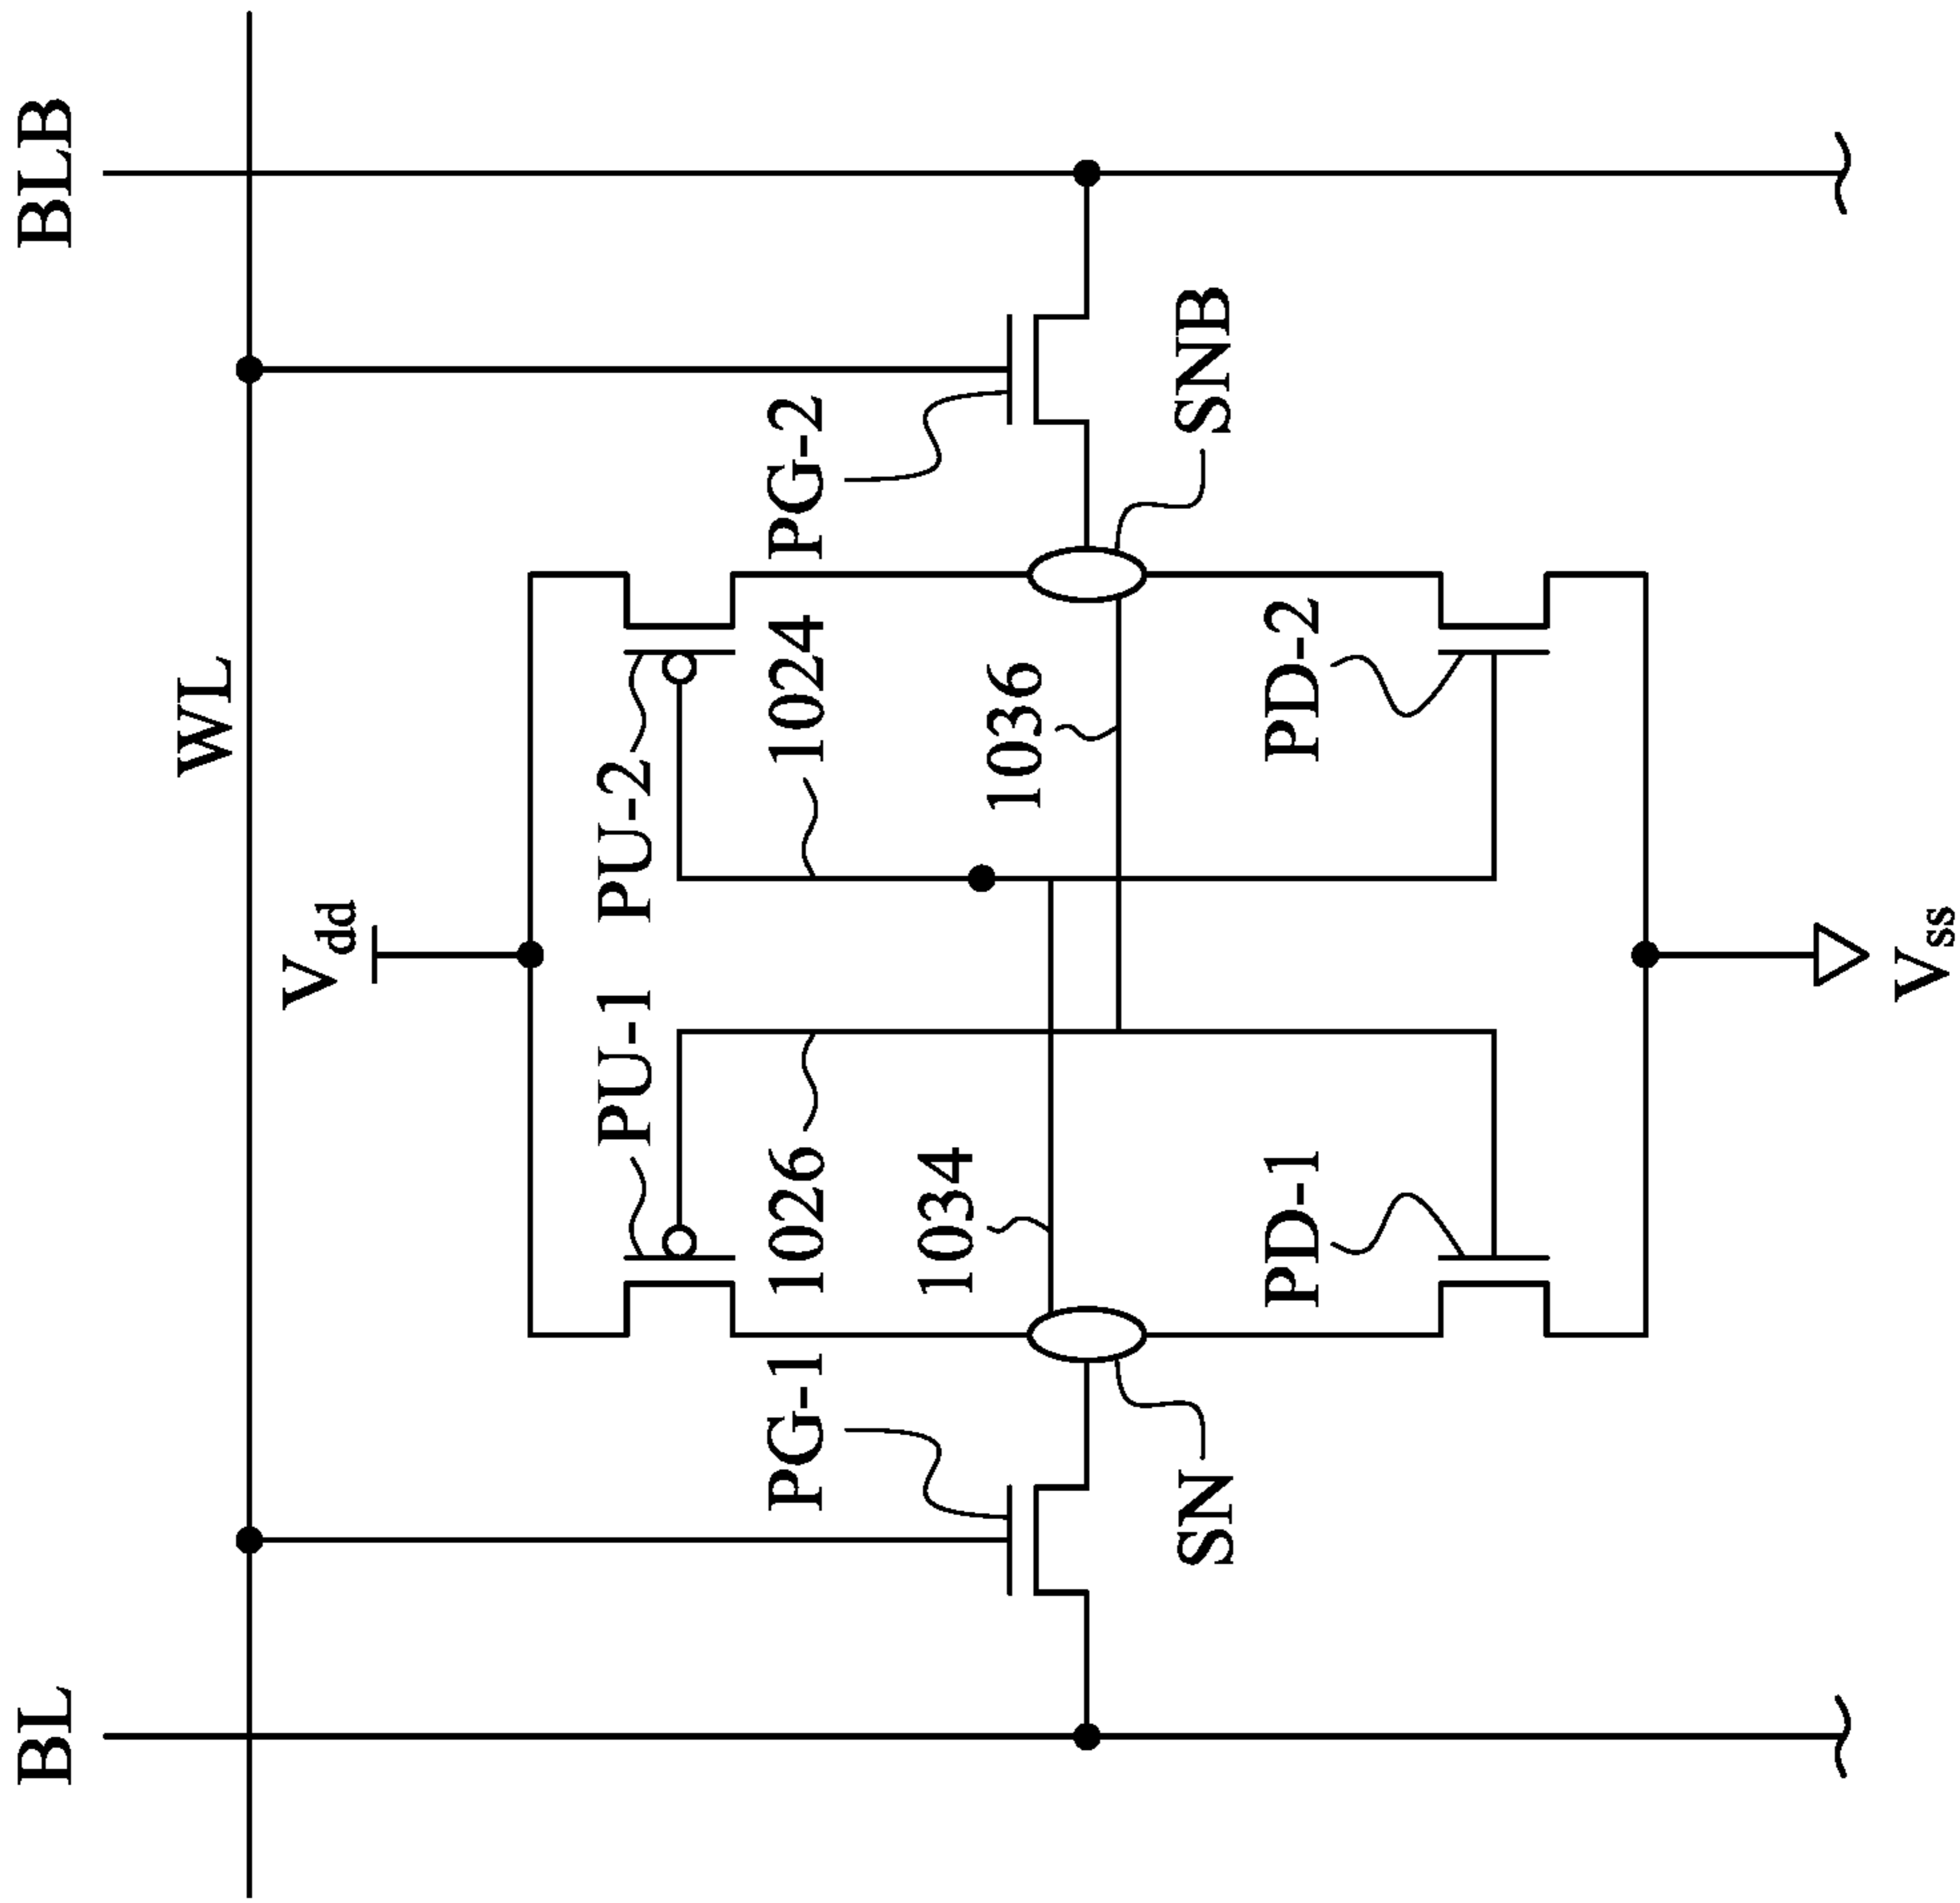 BL
BLB
WL
Vdd
PU-1
PU-2
PG-1
1026
1024
PG-2
1034
1036
SN
SNB
PD-1
PD-2
Vss